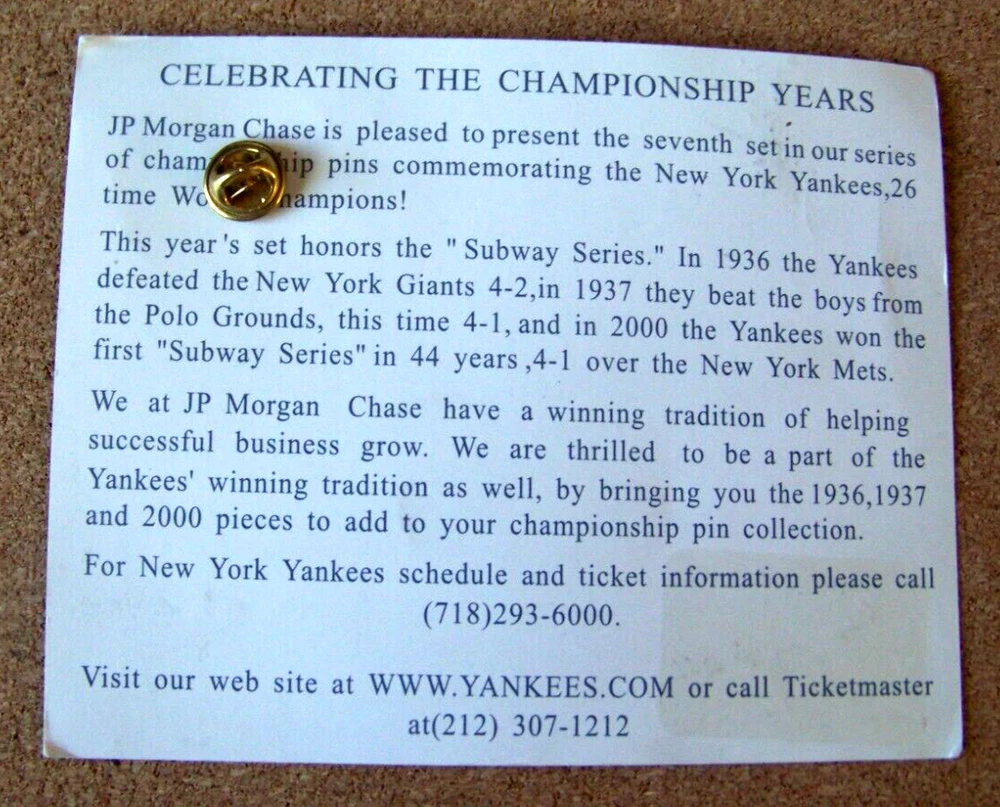 CELEBRATING THE CHAMPIONSHIP YEARS
JP Morgan Chase is pleased to present the seventh set in our series
of cham hip pins commemorating the New York Yankees,26
time Wo hampions!
This year's set honors the "Subway Series." In 1936 the Yankees
defeated the New York Giants 4-2,in 1937 they beat the boys from
the Polo Grounds, this time 4-1, and in 2000 the Yankees won the
first "Subway Series" in 44 years ,4-1 over the New York Mets.
We at JP Morgan Chase have a winning tradition of helping
successful business grow. We are thrilled to be a part of the
Yankees' winning tradition as well, by bringing you the 1936,1937
and 2000 pieces to add to your championship pin collection.
For New York Yankees schedule and ticket information please call
(718)293-6000.
Visit our web site at WWW.YANKEES.COM or call Ticketmaster
at(212) 307-1212